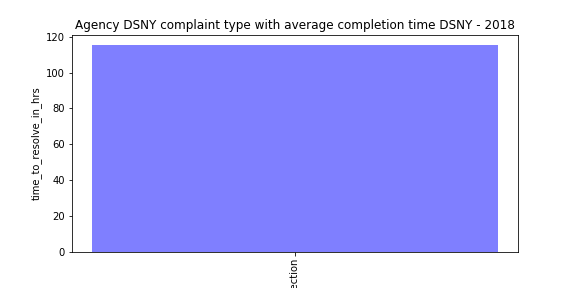 Agency DSNY complaint type with average completion time DSNY - 2018
120
100
80
60
40
20
0
time_to_resolve_in_hrs
ection